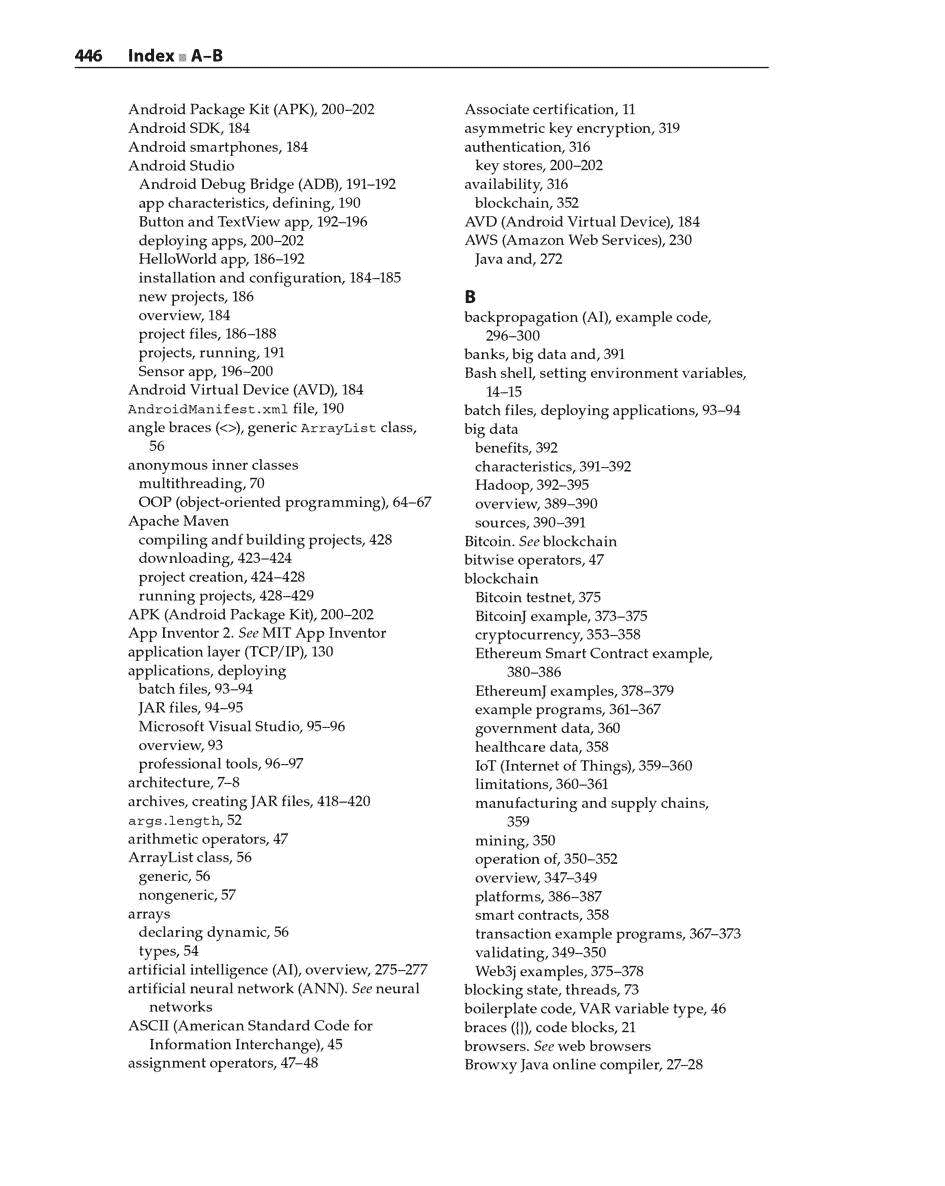 446 Index ■ A–B
Android Package Kit (APK), 200–202
Android SDK, 184
Android smartphones, 184
Android Studio
Android Debug Bridge (ADB), 191–192
app characteristics, defining, 190
Button and TextView app, 192–196
deploying apps, 200–202
HelloWorld app, 186–192
installation and configuration, 184–185
new projects, 186
overview, 184
project files, 186–188
projects, running, 191
Sensor app, 196–200
Android Virtual Device (AVD), 184
AndroidManifest.xml file, 190
angle braces (<>), generic ArrayList class,
56
anonymous inner classes
multithreading, 70
OOP (object-oriented programming), 64–67
Apache Maven
compiling andf building projects, 428
downloading, 423–424
project creation, 424–428
running projects, 428–429
APK (Android Package Kit), 200–202
App Inventor 2. See MIT App Inventor
application layer (TCP/IP), 130
applications, deploying
batch files, 93–94
JAR files, 94–95
Microsoft Visual Studio, 95–96
overview, 93
professional tools, 96–97
architecture, 7–8
archives, creating JAR files, 418–420
args.length, 52
arithmetic operators, 47
ArrayList class, 56
generic, 56
nongeneric, 57
arrays
declaring dynamic, 56
types, 54
artificial intelligence (AI), overview, 275–277
artificial neural network (ANN). See neural
networks
ASCII (American Standard Code for
Information Interchange), 45
assignment operators, 47–48
Associate certification, 11
asymmetric key encryption, 319
authentication, 316
key stores, 200–202
availability, 316
blockchain, 352
AVD (Android Virtual Device), 184
AWS (Amazon Web Services), 230
Java and, 272
B
backpropagation (AI), example code,
296–300
banks, big data and, 391
Bash shell, setting environment variables,
14–15
batch files, deploying applications, 93–94
big data
benefits, 392
characteristics, 391–392
Hadoop, 392–395
overview, 389–390
sources, 390–391
Bitcoin. See blockchain
bitwise operators, 47
blockchain
Bitcoin testnet, 375
BitcoinJ example, 373–375
cryptocurrency, 353–358
Ethereum Smart Contract example,
380–386
EthereumJ examples, 378–379
example programs, 361–367
government data, 360
healthcare data, 358
IoT (Internet of Things), 359–360
limitations, 360–361
manufacturing and supply chains,
359
mining, 350
operation of, 350–352
overview, 347–349
platforms, 386–387
smart contracts, 358
transaction example programs, 367–373
validating, 349–350
Web3j examples, 375–378
blocking state, threads, 73
boilerplate code, VAR variable type, 46
braces ({}), code blocks, 21
browsers. See web browsers
Browxy Java online compiler, 27–28